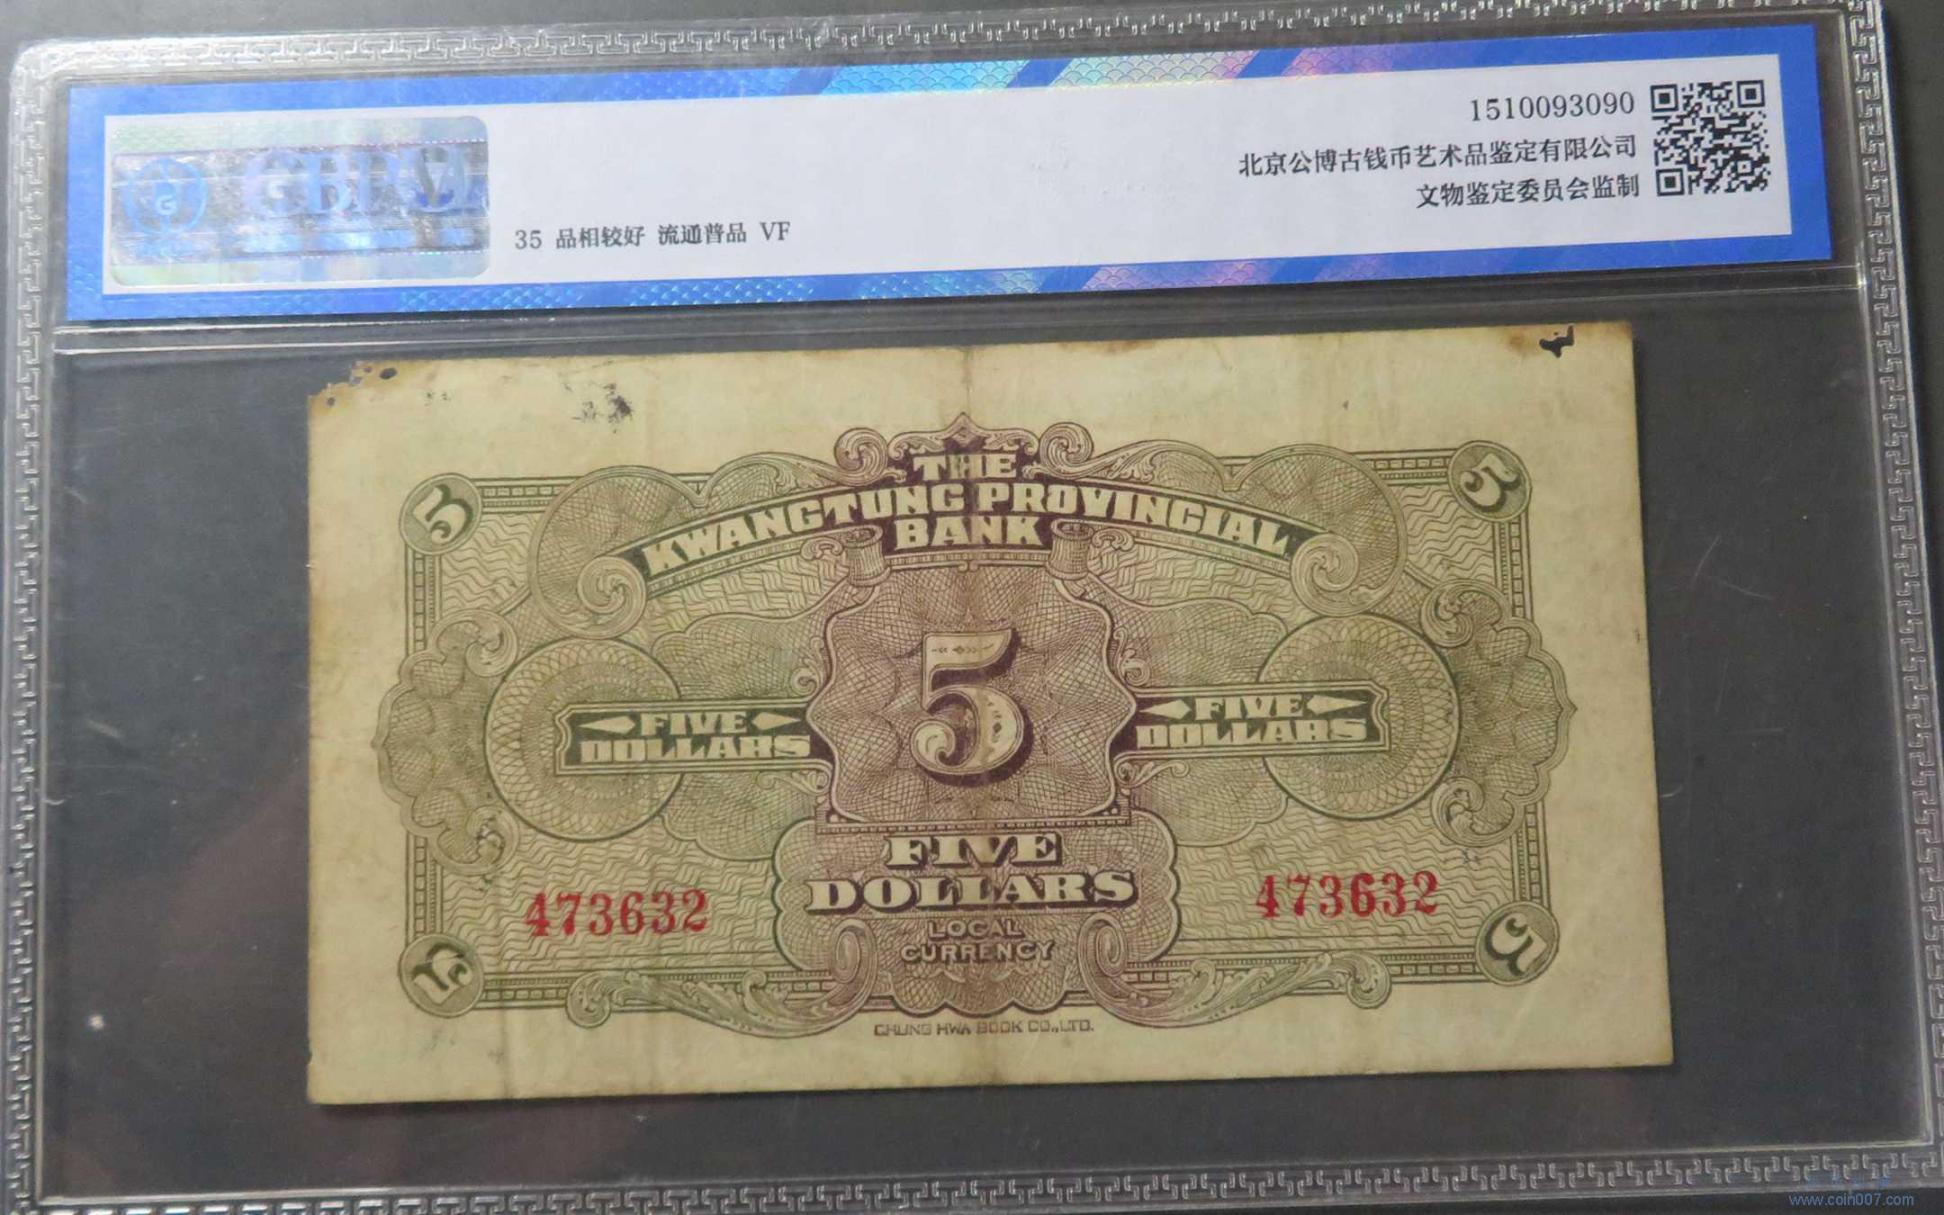 1510093090
北京公博古钱币艺术品鉴定有限公司
文物鉴定委员会监制
35 品相较好 流通普品 VF
THE
KWANGTUNG PROVINCIAL
BANK
5
5
5
FIVE
DOLLARS
FIVE
DOLLARS
FIVE
DOLLARS
473632
473632
LOCAL
CURRENCY
5
5
CHUNG HWA BOOK CO.,LTD.
www.coin007.com